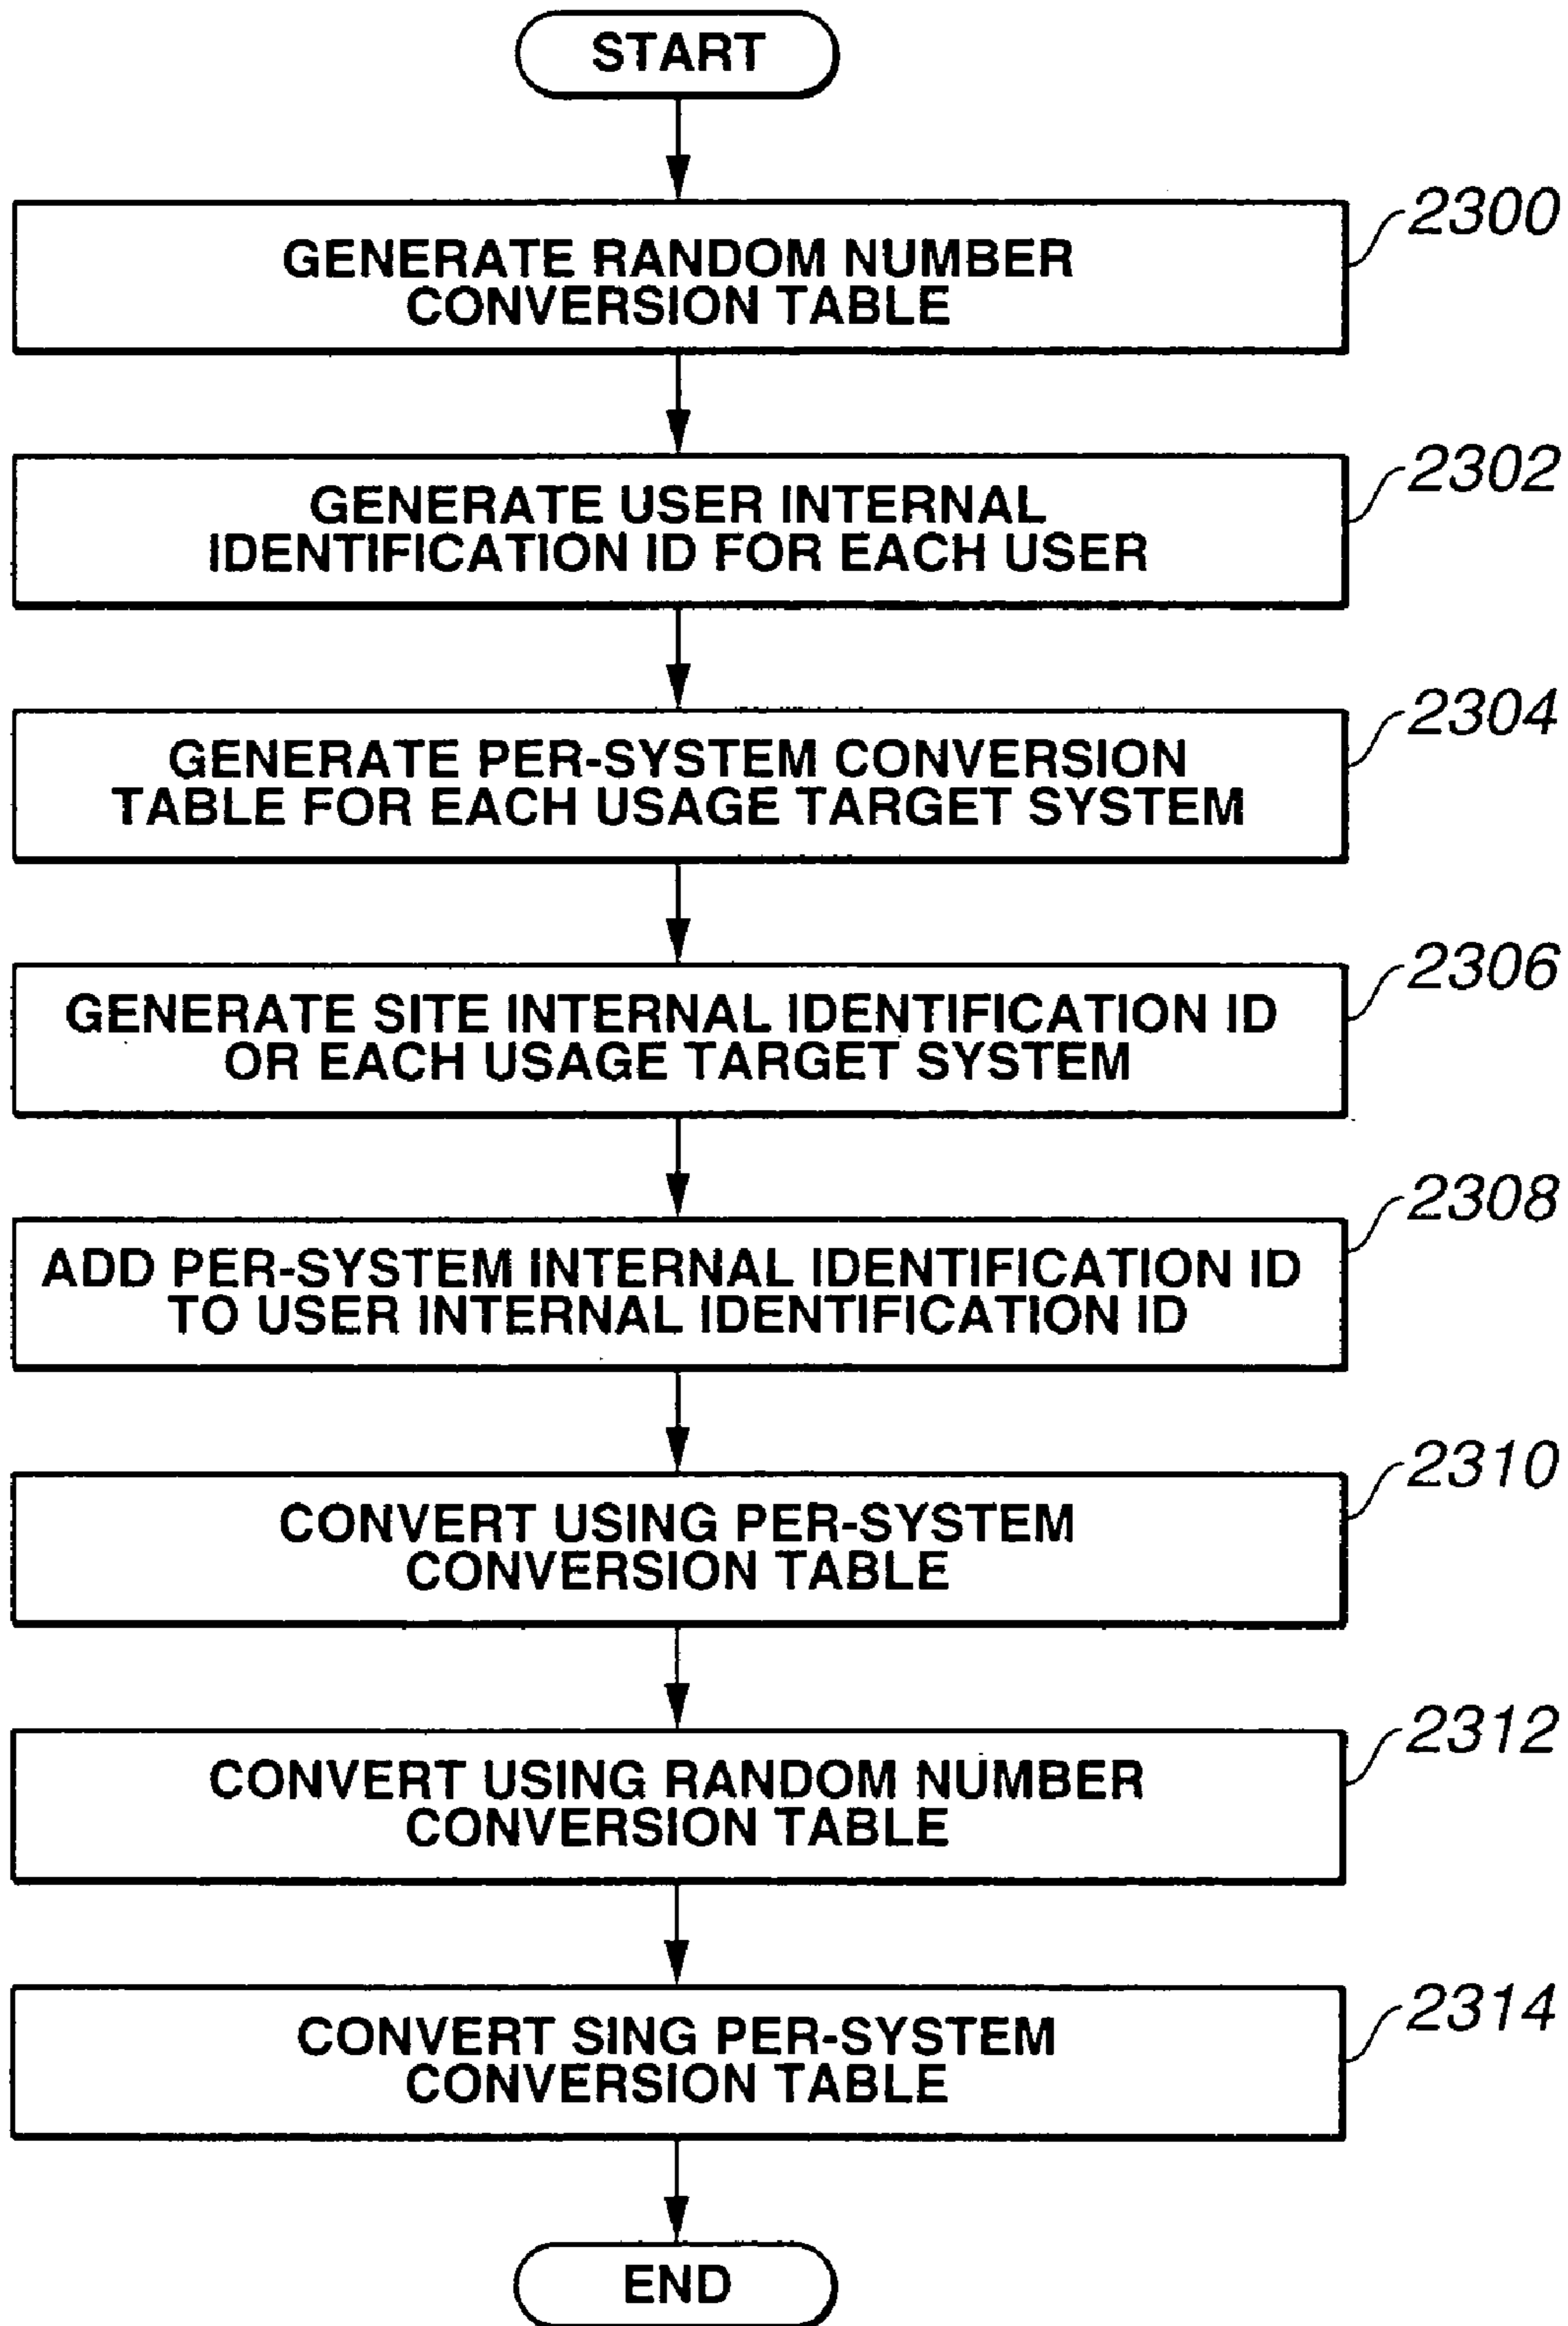 START
2300
GENERATE RANDOM NUMBER
CONVERSION TABLE
2302
GENERATE USER INTERNAL
IDENTIFICATION ID FOR EACH USER
2304
GENERATE PER-SYSTEM CONVERSION
TABLE FOR EACH USAGE TARGET SYSTEM
2306
GENERATE SITE INTERNAL IDENTIFICATION ID
OR EACH USAGE TARGET SYSTEM
2308
ADD PER-SYSTEM INTERNAL IDENTIFICATION ID
TO USER INTERNAL IDENTIFICATION ID
2310
CONVERT USING PER-SYSTEM
CONVERSION TABLE
2312
CONVERT USING RANDOM NUMBER
CONVERSION TABLE
2314
CONVERT SING PER-SYSTEM
CONVERSION TABLE
END